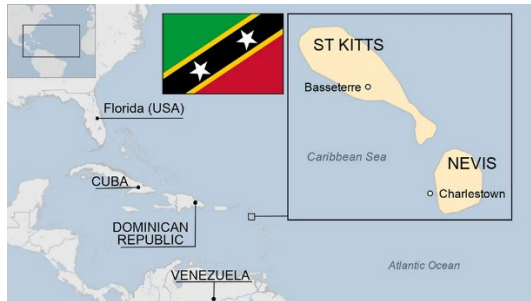 ST KITTS
Basseterre
Florida (USA)
Caribbean Sea
NEVIS
CUBA
Charlestown
DOMINICAN
REPUBLIC
Atlantic Ocean
VENEZUELA